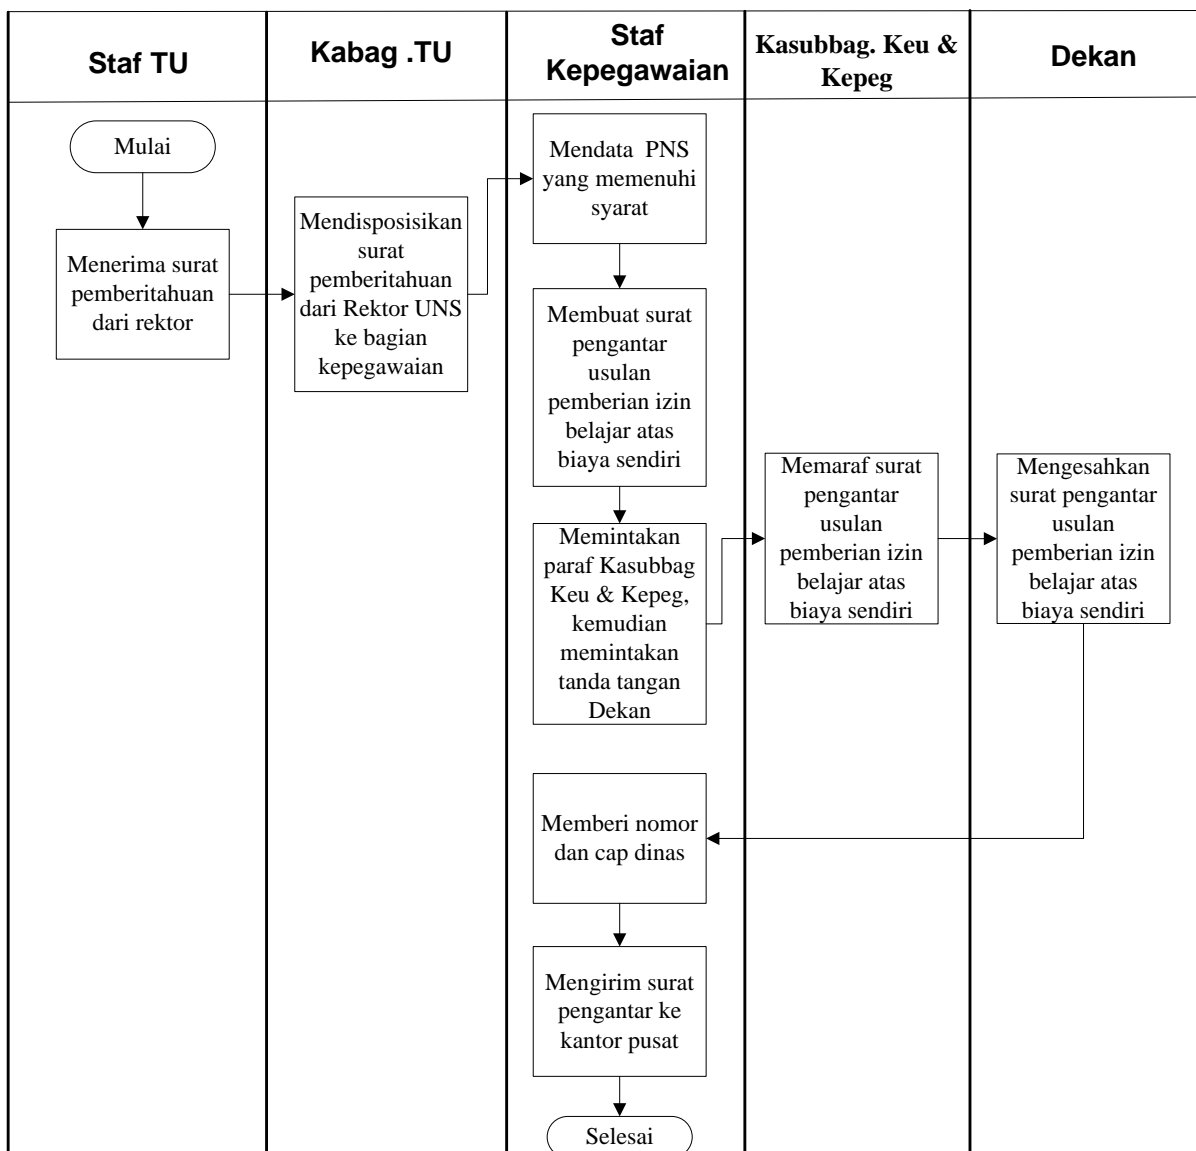 Staf TU
Kabag .TU
Staf
Kepegawaian
Kasubbag. Keu &
Kepeg
Dekan
Mulai
Menerima surat
pemberitahuan
dari rektor
Mendisposisikan
surat
pemberitahuan
dari Rektor UNS
ke bagian
kepegawaian
Mendata  PNS
yang memenuhi
syarat
Membuat surat
pengantar
usulan
pemberian izin
belajar atas
biaya sendiri
Memintakan
paraf Kasubbag
Keu & Kepeg,
kemudian
memintakan
tanda tangan
Dekan
Memaraf surat
pengantar
usulan
pemberian izin
belajar atas
biaya sendiri
Mengesahkan
surat pengantar
usulan
pemberian izin
belajar atas
biaya sendiri
Memberi nomor
dan cap dinas
Mengirim surat
pengantar ke
kantor pusat
Selesai